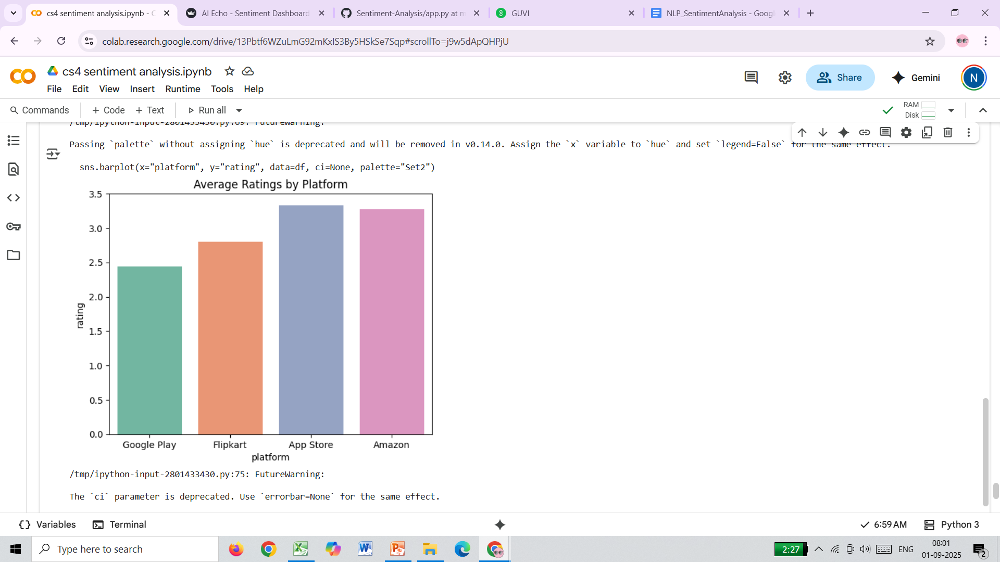 cs4 sentiment analysis.ipynb - C
AI Echo - Sentiment Dashboard
Sentiment-Analysis/app.py at m
GUVI
NLP_SentimentAnalysis - Googl
colab.research.google.com/drive/13Pbtf6WZuLmG92mKxIS3By5HSkSe7Sqp#scrollTo=j9w5dApQHPjU
cs4 sentiment analysis.ipynb
File Edit View Insert Runtime Tools Help
Share
Gemini
N
Commands + Code + Text Run all
RAM
Disk
/tmp/ipython-input-2801433430.py:69: FutureWarning:
Passing `palette` without assigning `hue` is deprecated and will be removed in v0.14.0. Assign the `x` variable to `hue` and set `legend=False` for the same effect.
sns.barplot(x="platform", y="rating", data=df, ci=None, palette="Set2")
Average Ratings by Platform
3.5
3.0
2.5
2.0
1.5
1.0
0.5
0.0
rating
Google Play Flipkart App Store Amazon
platform
/tmp/ipython-input-2801433430.py:75: FutureWarning:
The `ci` parameter is deprecated. Use `errorbar=None` for the same effect.
Variables Terminal
6:59 AM Python 3
Type here to search
2:27
ENG
08:01
01-09-2025
2